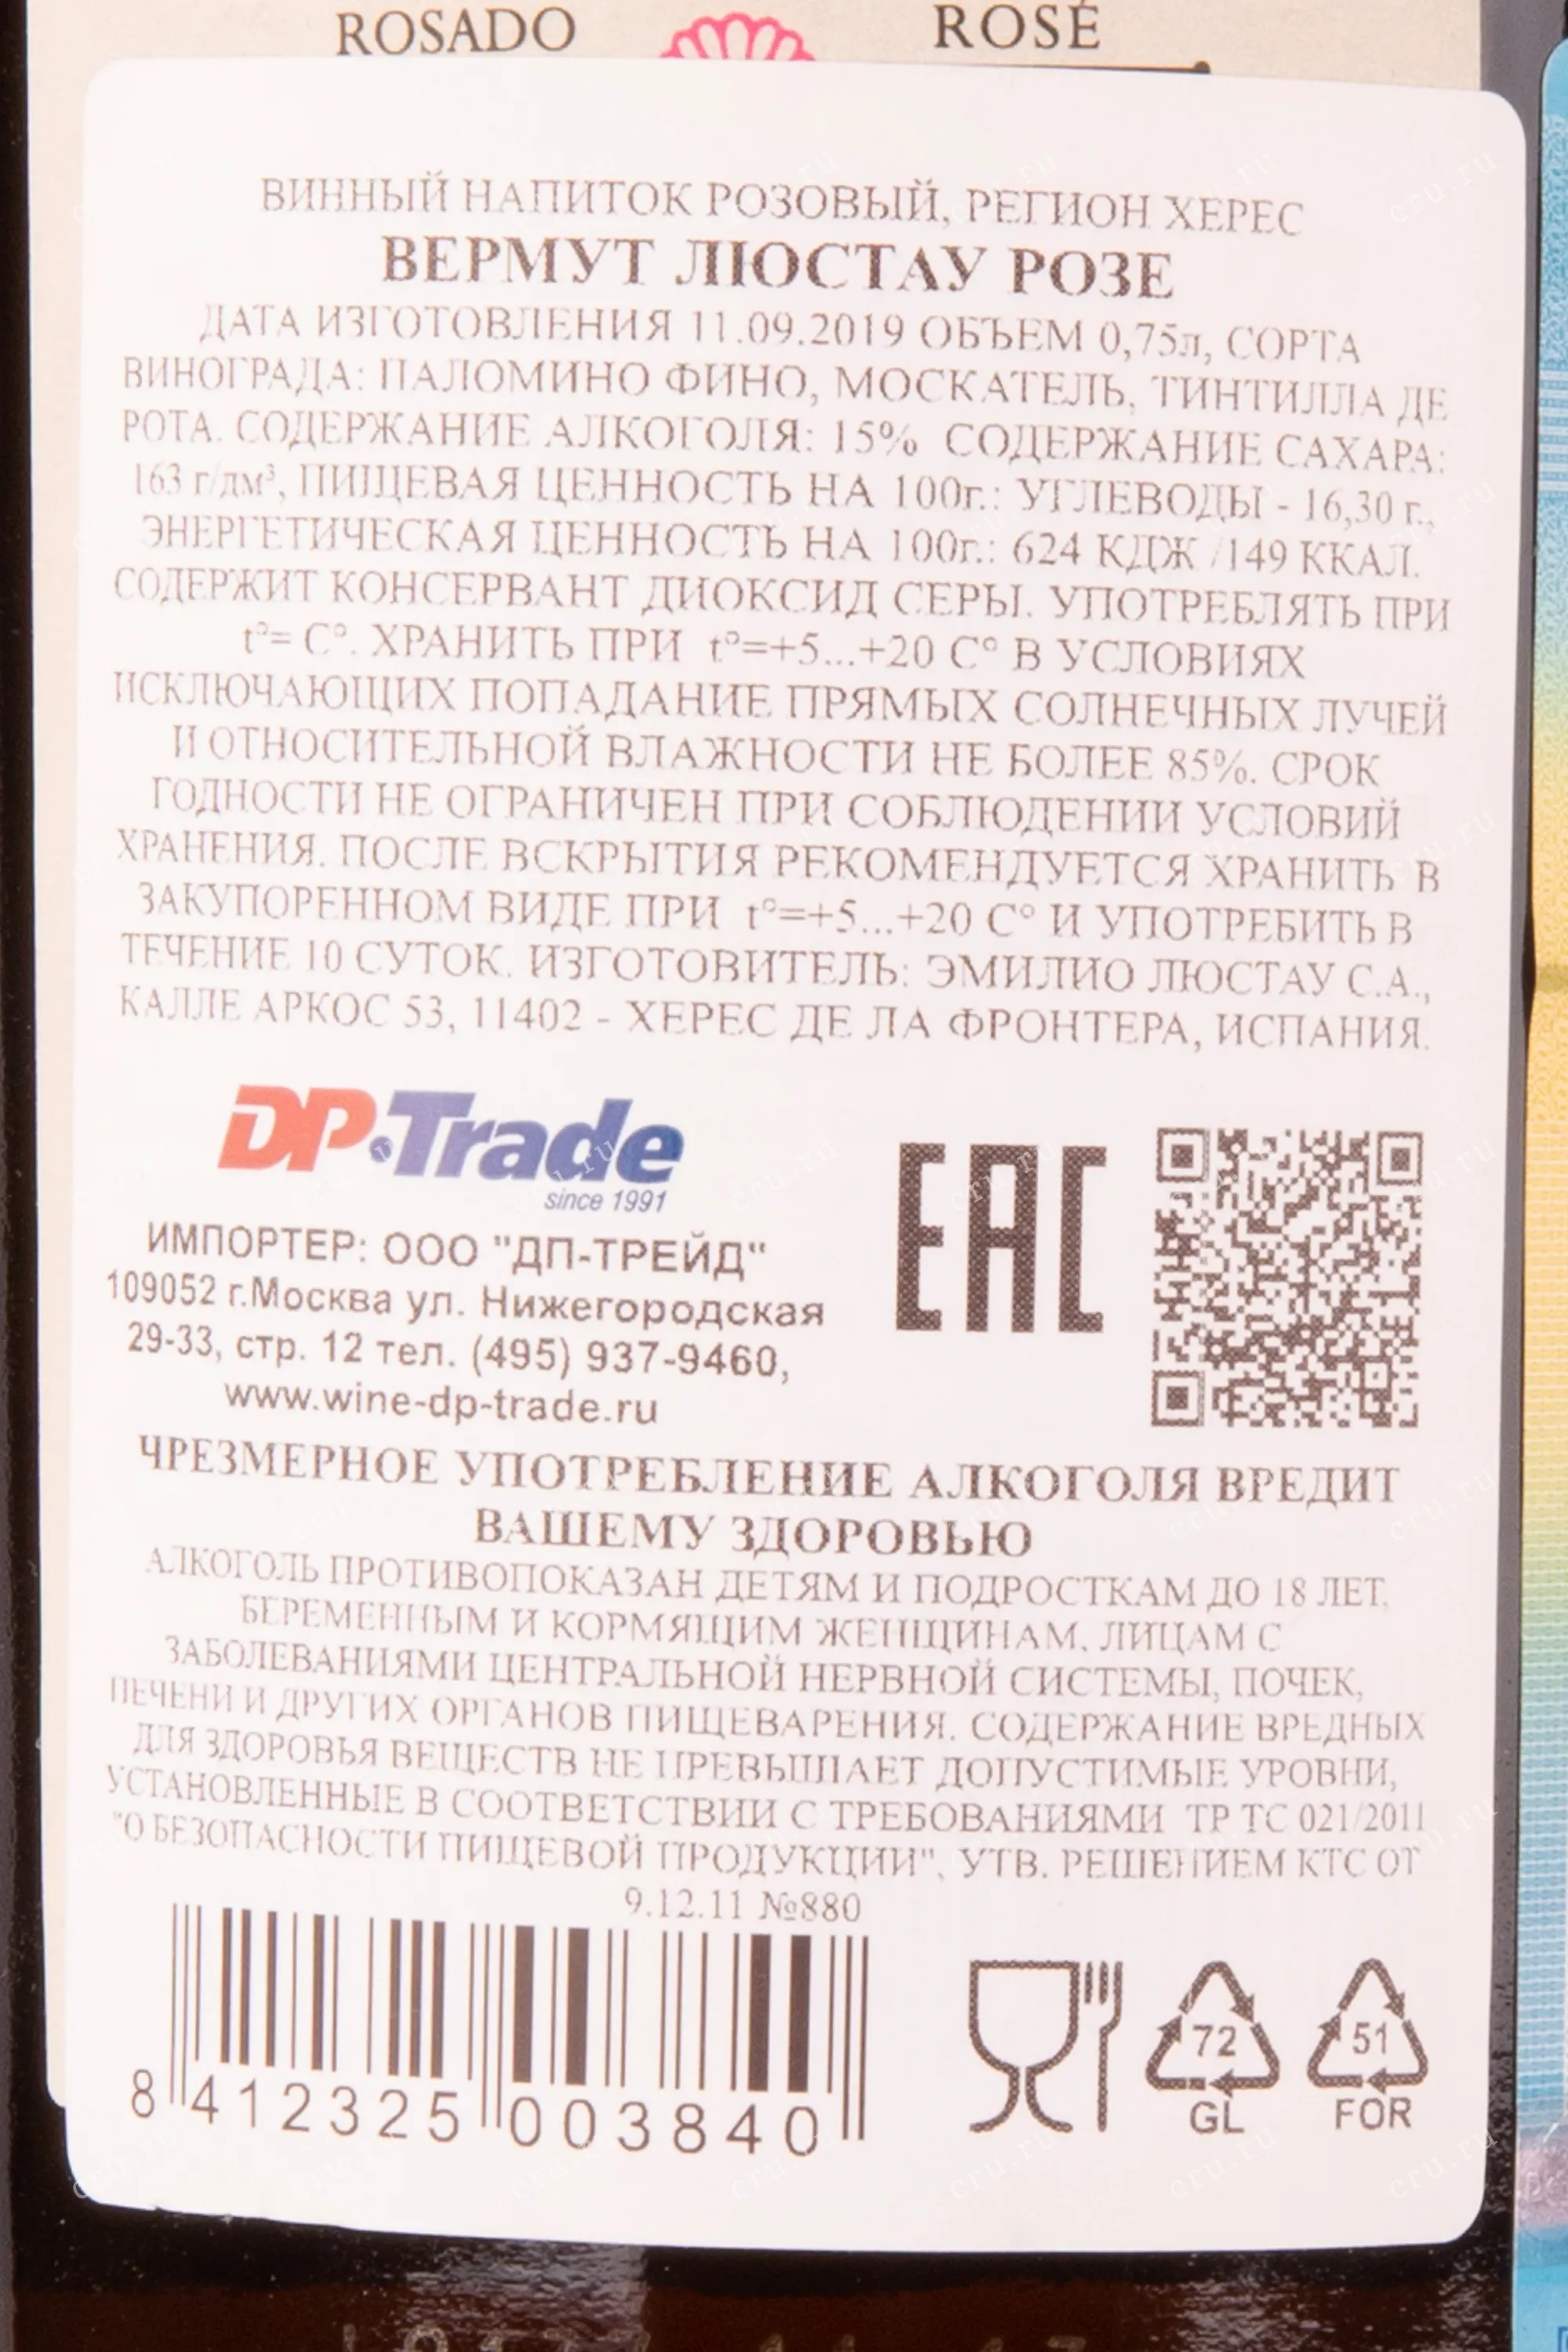 ROSADO
ROSÉ
ВИННЫЙ НАПИТОК РОЗОВЫЙ, РЕГИОН ХЕРЕС
ВЕРМУТ ЛЮСТАУ РОЗЕ
ДАТА ИЗГОТОВЛЕНИЯ 11.09.2019 ОБЪЕМ 0,75л, СОРТА
ВИНОГРАДА: ПАЛОМИНО ФИНО, МОСКАТЕЛЬ, ТИНТИЛЛА ДЕ
РОТА. СОДЕРЖАНИЕ АЛКОГОЛЯ: 15% СОДЕРЖАНИЕ САХАРА:
163 г/дм³, ПИЩЕВАЯ ЦЕННОСТЬ НА 100г.: УГЛЕВОДЫ - 16,30 г.,
ЭНЕРГЕТИЧЕСКАЯ ЦЕННОСТЬ НА 100г.: 624 КДЖ /149 ККАЛ.
СОДЕРЖИТ КОНСЕРВАНТ ДИОКСИД СЕРЫ. УПОТРЕБЛЯТЬ ПРИ
t°= C°. ХРАНИТЬ ПРИ t°=+5...+20 C° В УСЛОВИЯХ
ИСКЛЮЧАЮЩИХ ПОПАДАНИЕ ПРЯМЫХ СОЛНЕЧНЫХ ЛУЧЕЙ
И ОТНОСИТЕЛЬНОЙ ВЛАЖНОСТИ НЕ БОЛЕЕ 85%. СРОК
ГОДНОСТИ НЕ ОГРАНИЧЕН ПРИ СОБЛЮДЕНИИ УСЛОВИЙ
ХРАНЕНИЯ. ПОСЛЕ ВСКРЫТИЯ РЕКОМЕНДУЕТСЯ ХРАНИТЬ В
ЗАКУПОРЕННОМ ВИДЕ ПРИ t°=+5...+20 C° И УПОТРЕБИТЬ В
ТЕЧЕНИЕ 10 СУТОК. ИЗГОТОВИТЕЛЬ: ЭМИЛИО ЛЮСТАУ С.А.,
КАЛЛЕ АРКОС 53, 11402 - ХЕРЕС ДЕ ЛА ФРОНТЕРА, ИСПАНИЯ.
DP.Trade
since 1991
EAC
ИМПОРТЕР: ООО "ДП-ТРЕЙД"
109052 г.Москва ул. Нижегородская
29-33, стр. 12 тел. (495) 937-9460,
www.wine-dp-trade.ru
ЧРЕЗМЕРНОЕ УПОТРЕБЛЕНИЕ АЛКОГОЛЯ ВРЕДИТ
ВАШЕМУ ЗДОРОВЬЮ
АЛКОГОЛЬ ПРОТИВОПОКАЗАН ДЕТЯМ И ПОДРОСТКАМ ДО 18 ЛЕТ,
БЕРЕМЕННЫМ И КОРМЯЩИМ ЖЕНЩИНАМ, ЛИЦАМ С
ЗАБОЛЕВАНИЯМИ ЦЕНТРАЛЬНОЙ НЕРВНОЙ СИСТЕМЫ, ПОЧЕК,
ПЕЧЕНИ И ДРУГИХ ОРГАНОВ ПИЩЕВАРЕНИЯ. СОДЕРЖАНИЕ ВРЕДНЫХ
ДЛЯ ЗДОРОВЬЯ ВЕЩЕСТВ НЕ ПРЕВЫШАЕТ ДОПУСТИМЫЕ УРОВНИ,
УСТАНОВЛЕННЫЕ В СООТВЕТСТВИИ С ТРЕБОВАНИЯМИ ТР ТС 021/2011
"О БЕЗОПАСНОСТИ ПИЩЕВОЙ ПРОДУКЦИИ", УТВ. РЕШЕНИЕМ КТС ОТ
9.12.11 №880
8 412325 003840
72
GL
51
FOR
cru.ru